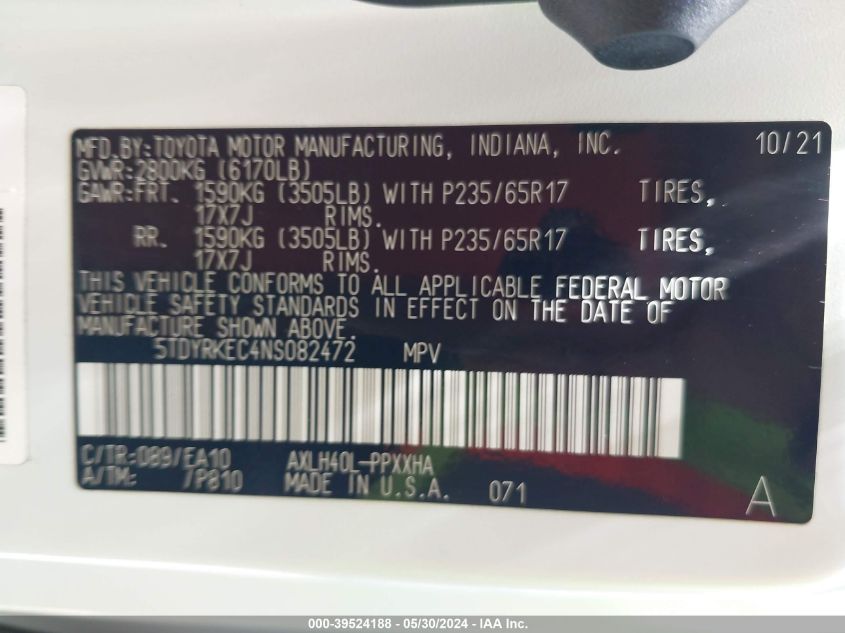 MFD.BY:TOYOTA MOTOR MANUFACTURING, INDIANA, INC. 10/21
GVWR:2800KG (6170LB)
GAWR:FRT. 1590KG (3505LB) WITH P235/65R17 TIRES,
17X7J RIMS.
RR. 1590KG (3505LB) WITH P235/65R17 TIRES,
17X7J RIMS.
THIS VEHICLE CONFORMS TO ALL APPLICABLE FEDERAL MOTOR
VEHICLE SAFETY STANDARDS IN EFFECT ON THE DATE OF
MANUFACTURE SHOWN ABOVE.
5TDYRKEC4NS082472 MPV
C/TR:089/EA10 AXLH40L-PPXXHA
A/TM: /P810 MADE IN U.S.A. 071 A
000-39524188 — 05/30/2024 — IAA Inc.